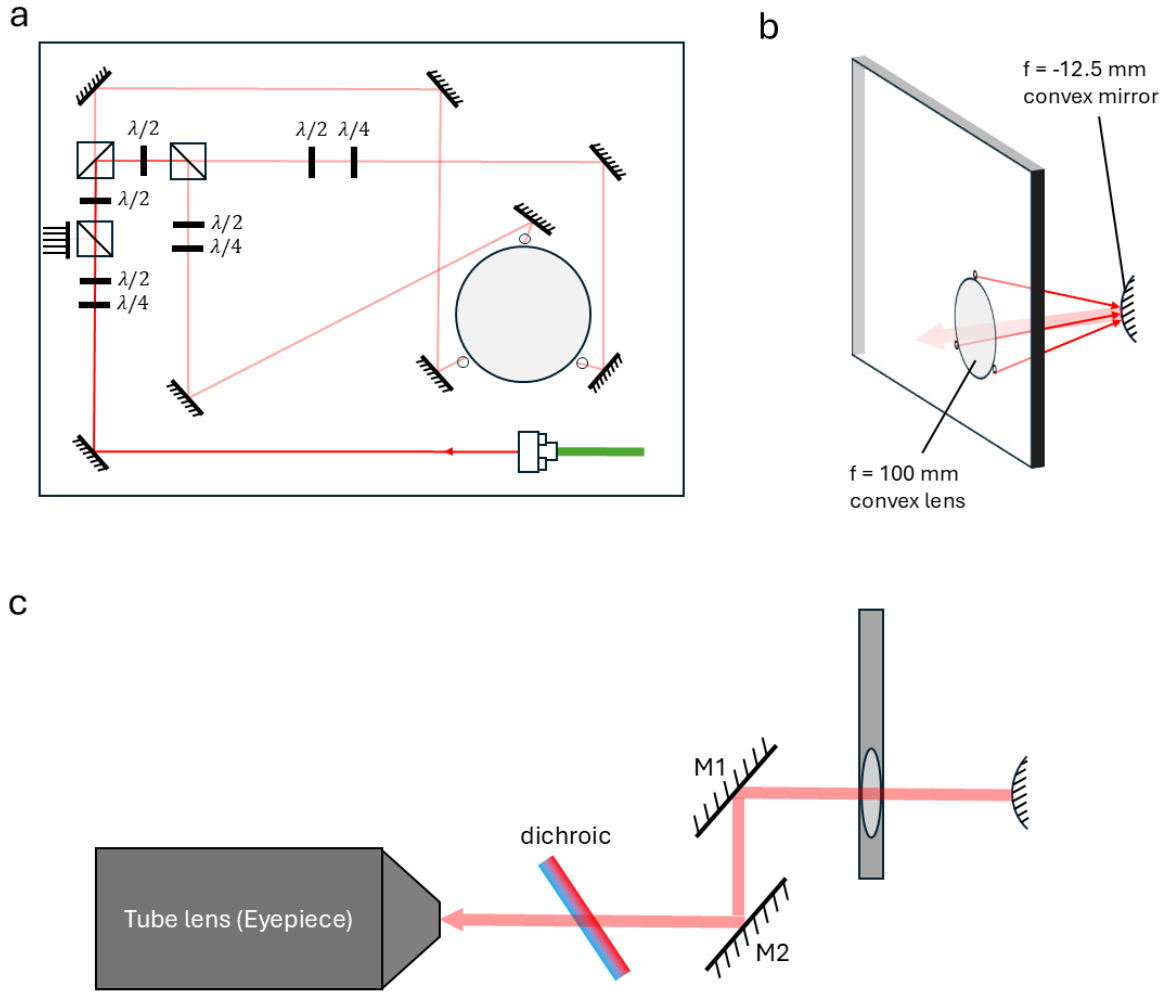 a
b
f = -12.5 mm
convex mirror
λ/2
λ/2 λ/4
λ/2
λ/2
λ/4
λ/2
λ/4
f = 100 mm
convex lens
c
M1
dichroic
Tube lens (Eyepiece)
M2